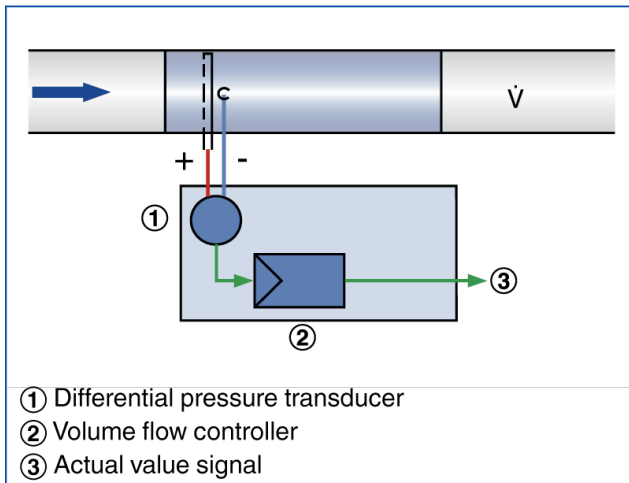 V̇
+ -
①
③
②
① Differential pressure transducer
② Volume flow controller
③ Actual value signal